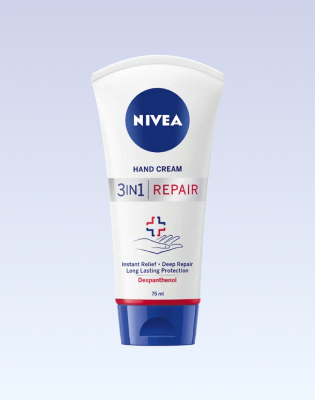 NIVEA
HAND CREAM
3IN1 | REPAIR
Instant Relief • Deep Repair
Long Lasting Protection
Dexpanthenol
75 ml